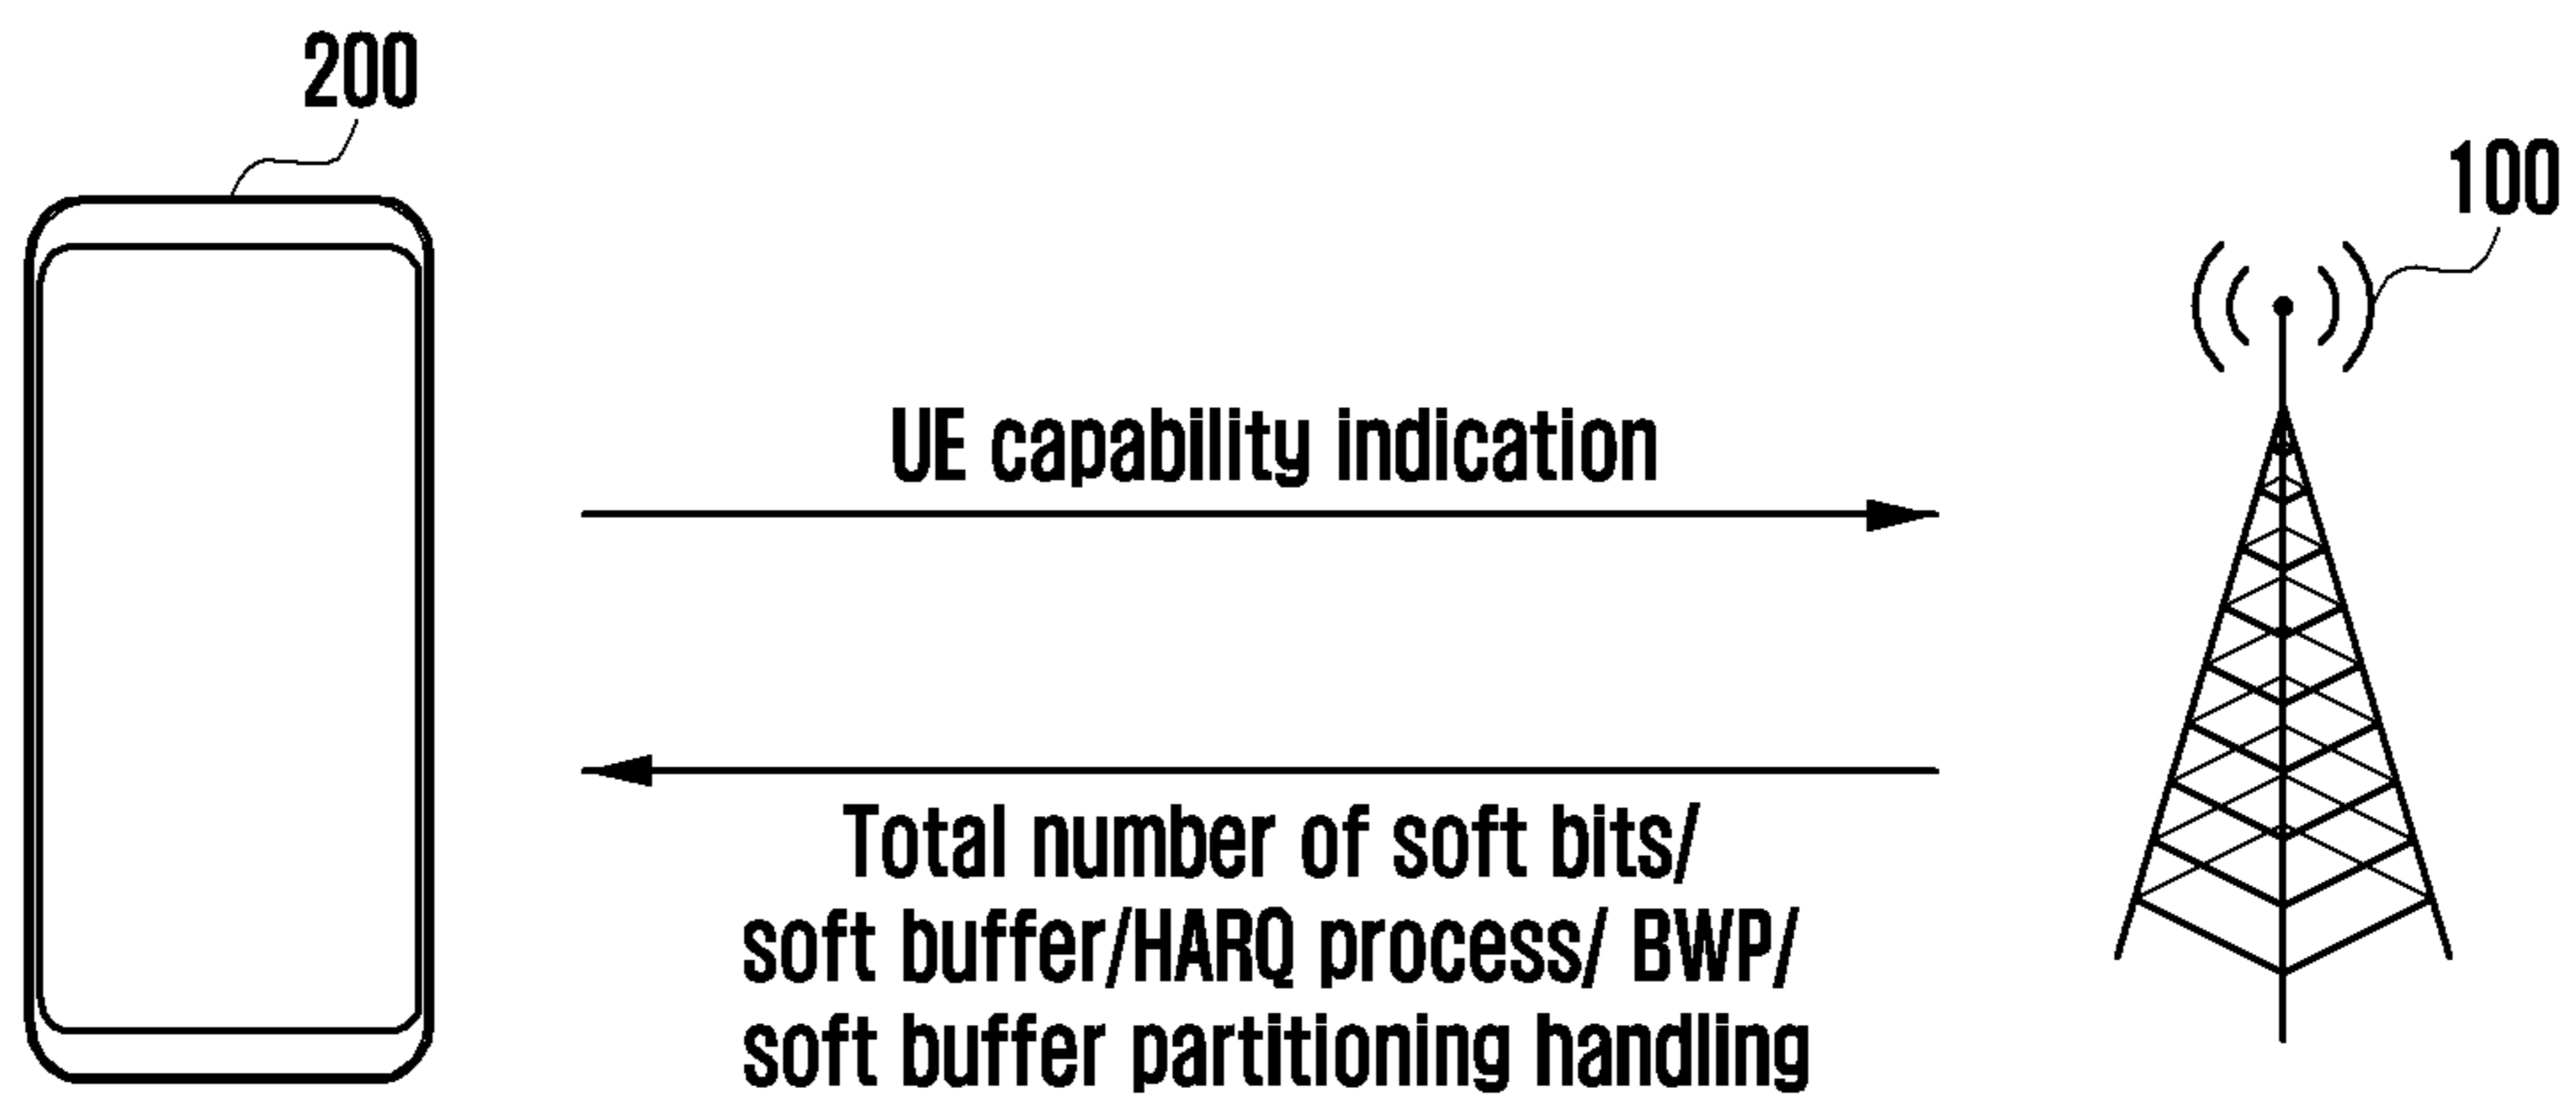 200
100
UE capability indication
Total number of soft bits/
soft buffer/HARQ process/ BWP/
soft buffer partitioning handling